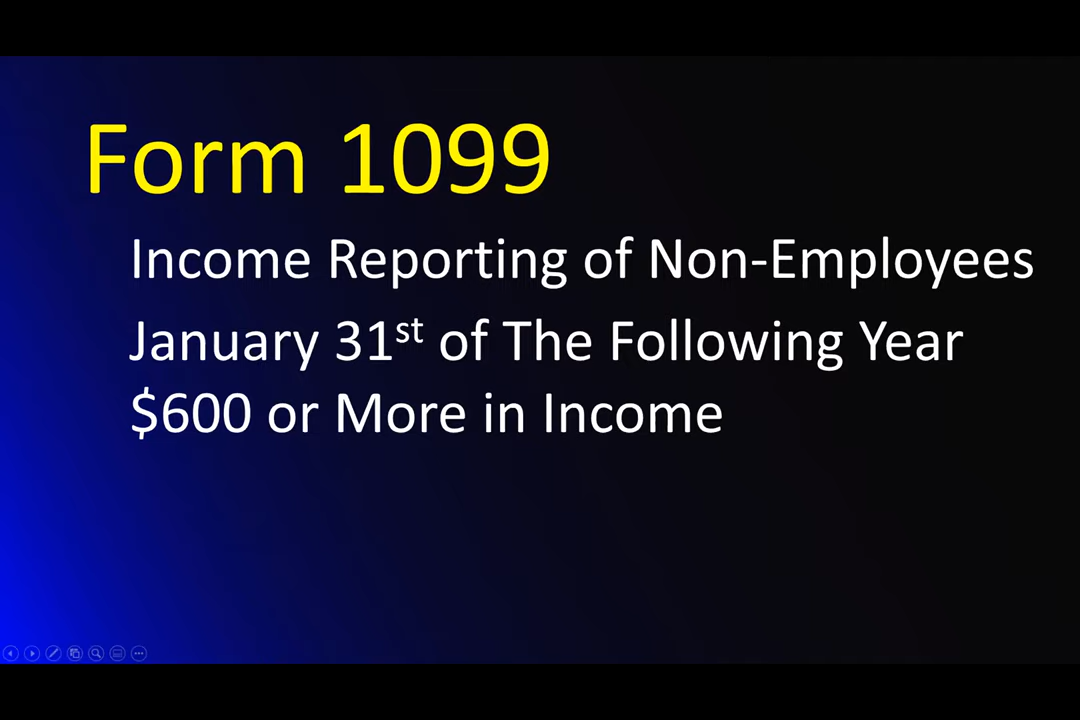 Form 1099
Income Reporting of Non-Employees
January 31st of The Following Year
$600 or More in Income